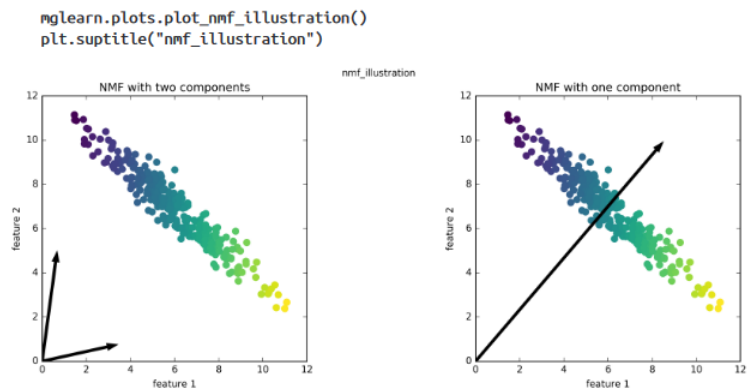 mglearn.plots.plot_nmf_illustration()
plt.suptitle("nmf_illustration")
nmf_illustration
NMF with two components
12
10
8
6
4
2
0
feature 2
0 2 4 6 8 10 12
feature 1
NMF with one component
12
10
8
6
4
2
0
feature 2
0 2 4 6 8 10 12
feature 1